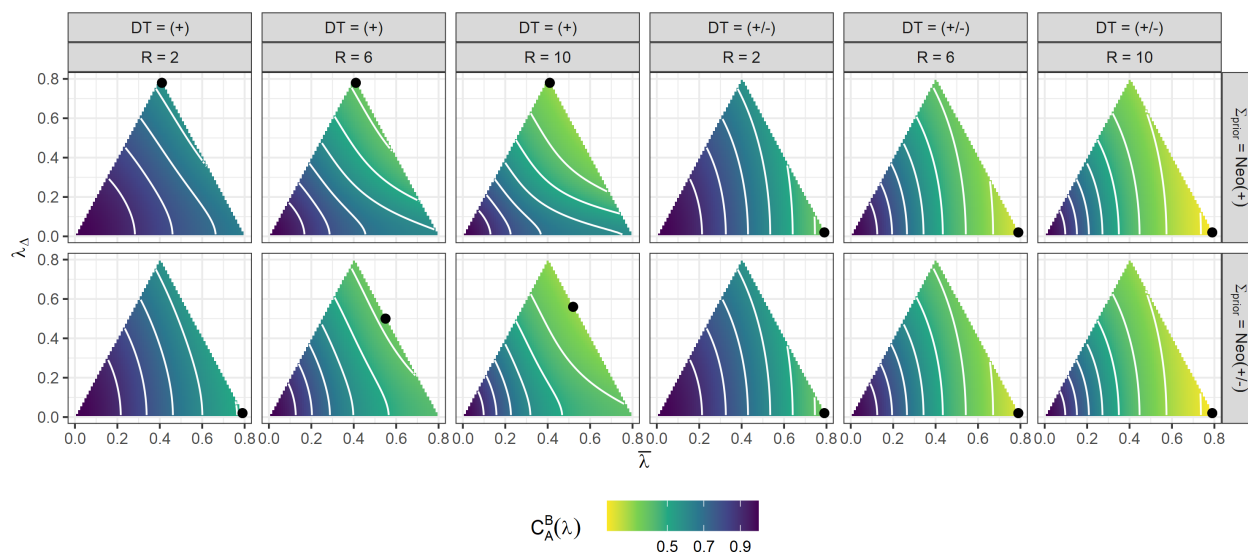 DT = (+) DT = (+) DT = (+) DT = (+/-) DT = (+/-) DT = (+/-)
R = 2 R = 6 R = 10 R = 2 R = 6 R = 10
0.8
0.6
0.4
0.2
0.0
Σprior = Neo(+)
λΔ
0.8
0.6
0.4
0.2
0.0
Σprior = Neo(+/-)
0.0 0.2 0.4 0.6 0.8 0.0 0.2 0.4 0.6 0.8 0.0 0.2 0.4 0.6 0.8 0.0 0.2 0.4 0.6 0.8 0.0 0.2 0.4 0.6 0.8 0.0 0.2 0.4 0.6 0.8
λ̅
C_A^B(λ)
0.5 0.7 0.9